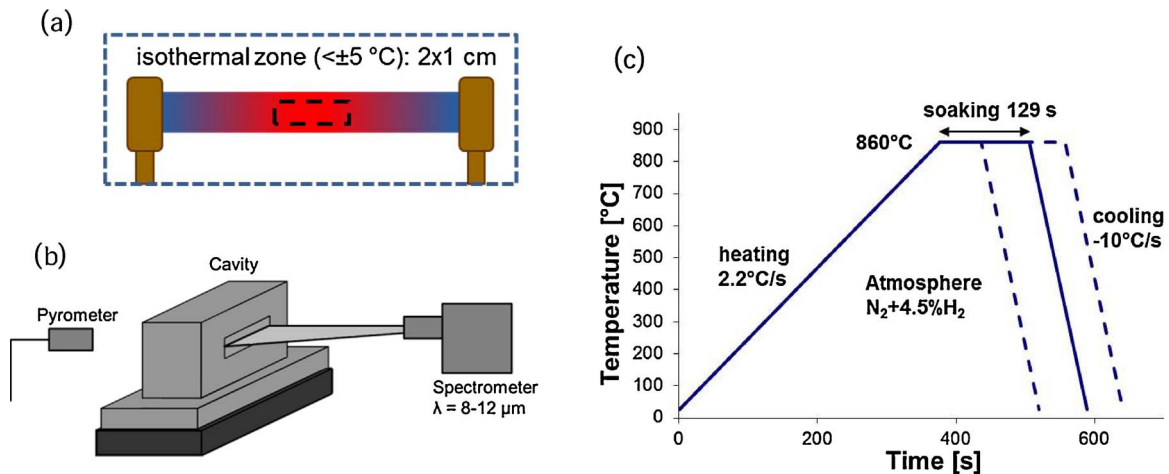 (a)
isothermal zone (<±5 °C): 2x1 cm
(b)
Cavity
Pyrometer
Spectrometer
λ = 8-12 μm
(c)
soaking 129 s
860°C
heating
2.2°C/s
cooling
-10°C/s
Atmosphere
N₂+4.5%H₂
Temperature [°C]
900
800
700
600
500
400
300
200
100
0
0
200
400
600
Time [s]